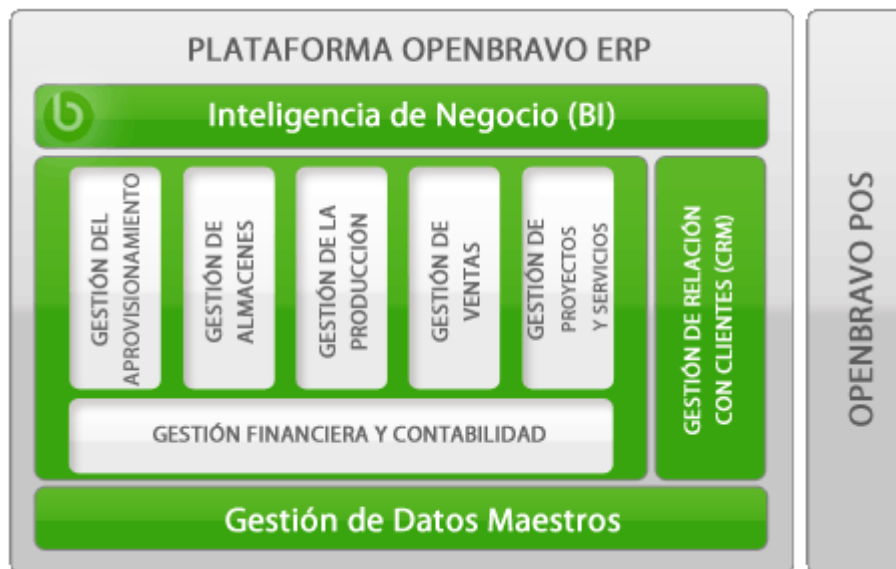 PLATAFORMA OPENBRAVO ERP
b
Inteligencia de Negocio (BI)
GESTIÓN DEL
APROVISIONAMIENTO
GESTIÓN DE
ALMACENES
GESTIÓN DE LA
PRODUCCIÓN
GESTIÓN DE
VENTAS
GESTIÓN DE
PROYECTOS
Y SERVICIOS
GESTIÓN DE RELACIÓN
CON CLIENTES (CRM)
GESTIÓN FINANCIERA Y CONTABILIDAD
Gestión de Datos Maestros
OPENBRAVO POS